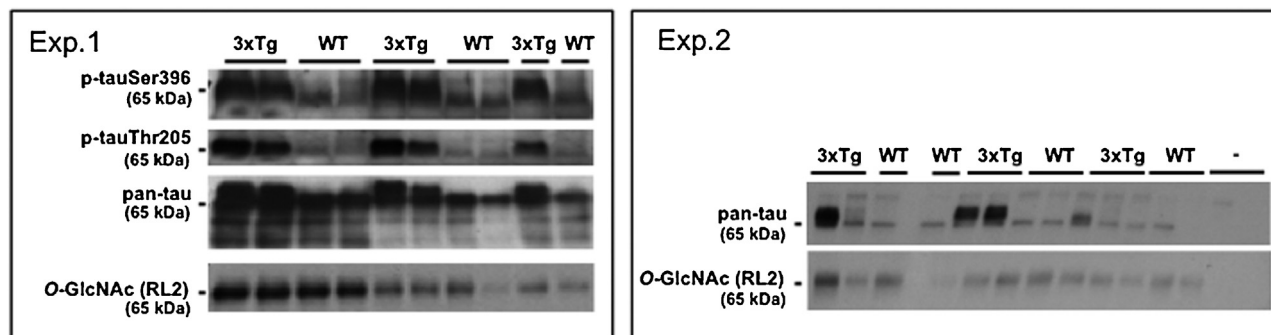 Exp.1
3xTg WT 3xTg WT 3xTg WT
p-tauSer396
(65 kDa)
p-tauThr205
(65 kDa)
pan-tau
(65 kDa)
O-GlcNAc (RL2)
(65 kDa)
Exp.2
3xTg WT WT 3xTg WT 3xTg WT -
pan-tau
(65 kDa)
O-GlcNAc (RL2)
(65 kDa)